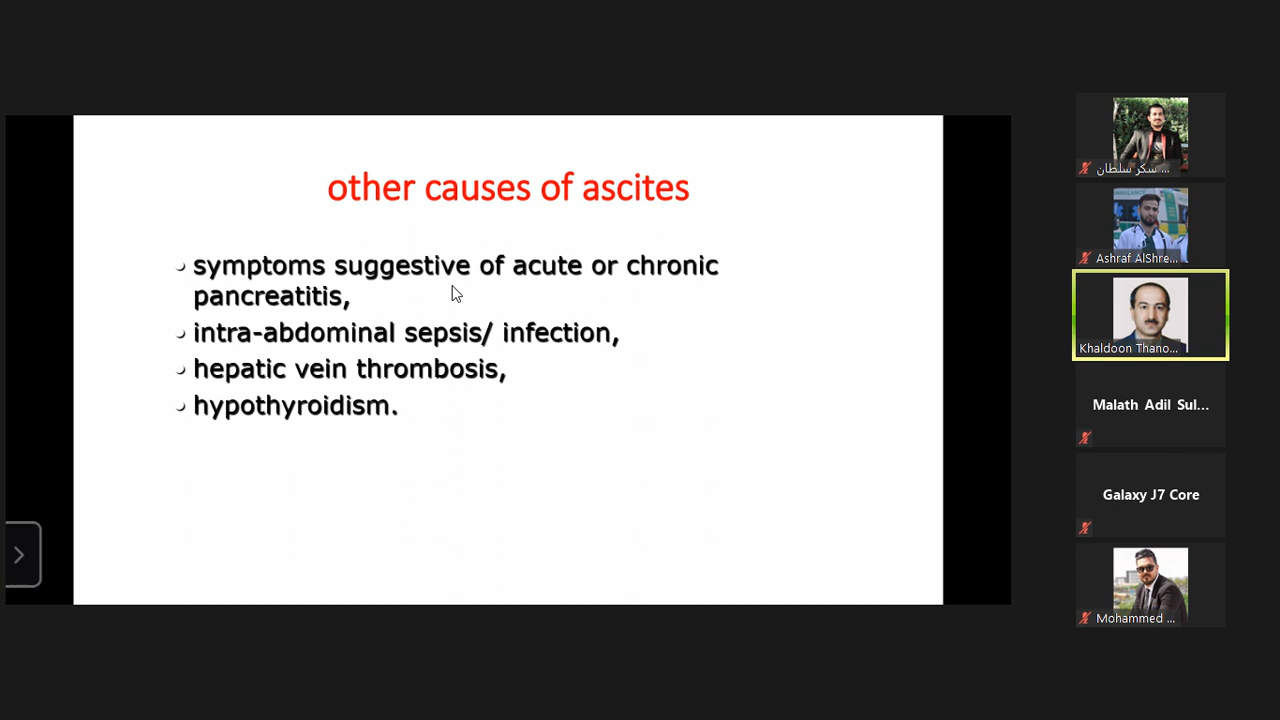 other causes of ascites
symptoms suggestive of acute or chronic
pancreatitis,
intra-abdominal sepsis/ infection,
hepatic vein thrombosis,
hypothyroidism.
سكر سلطان ...
Ashraf AlShre...
Khaldoon Thano...
Malath Adil Sul...
Galaxy J7 Core
Mohammed ...